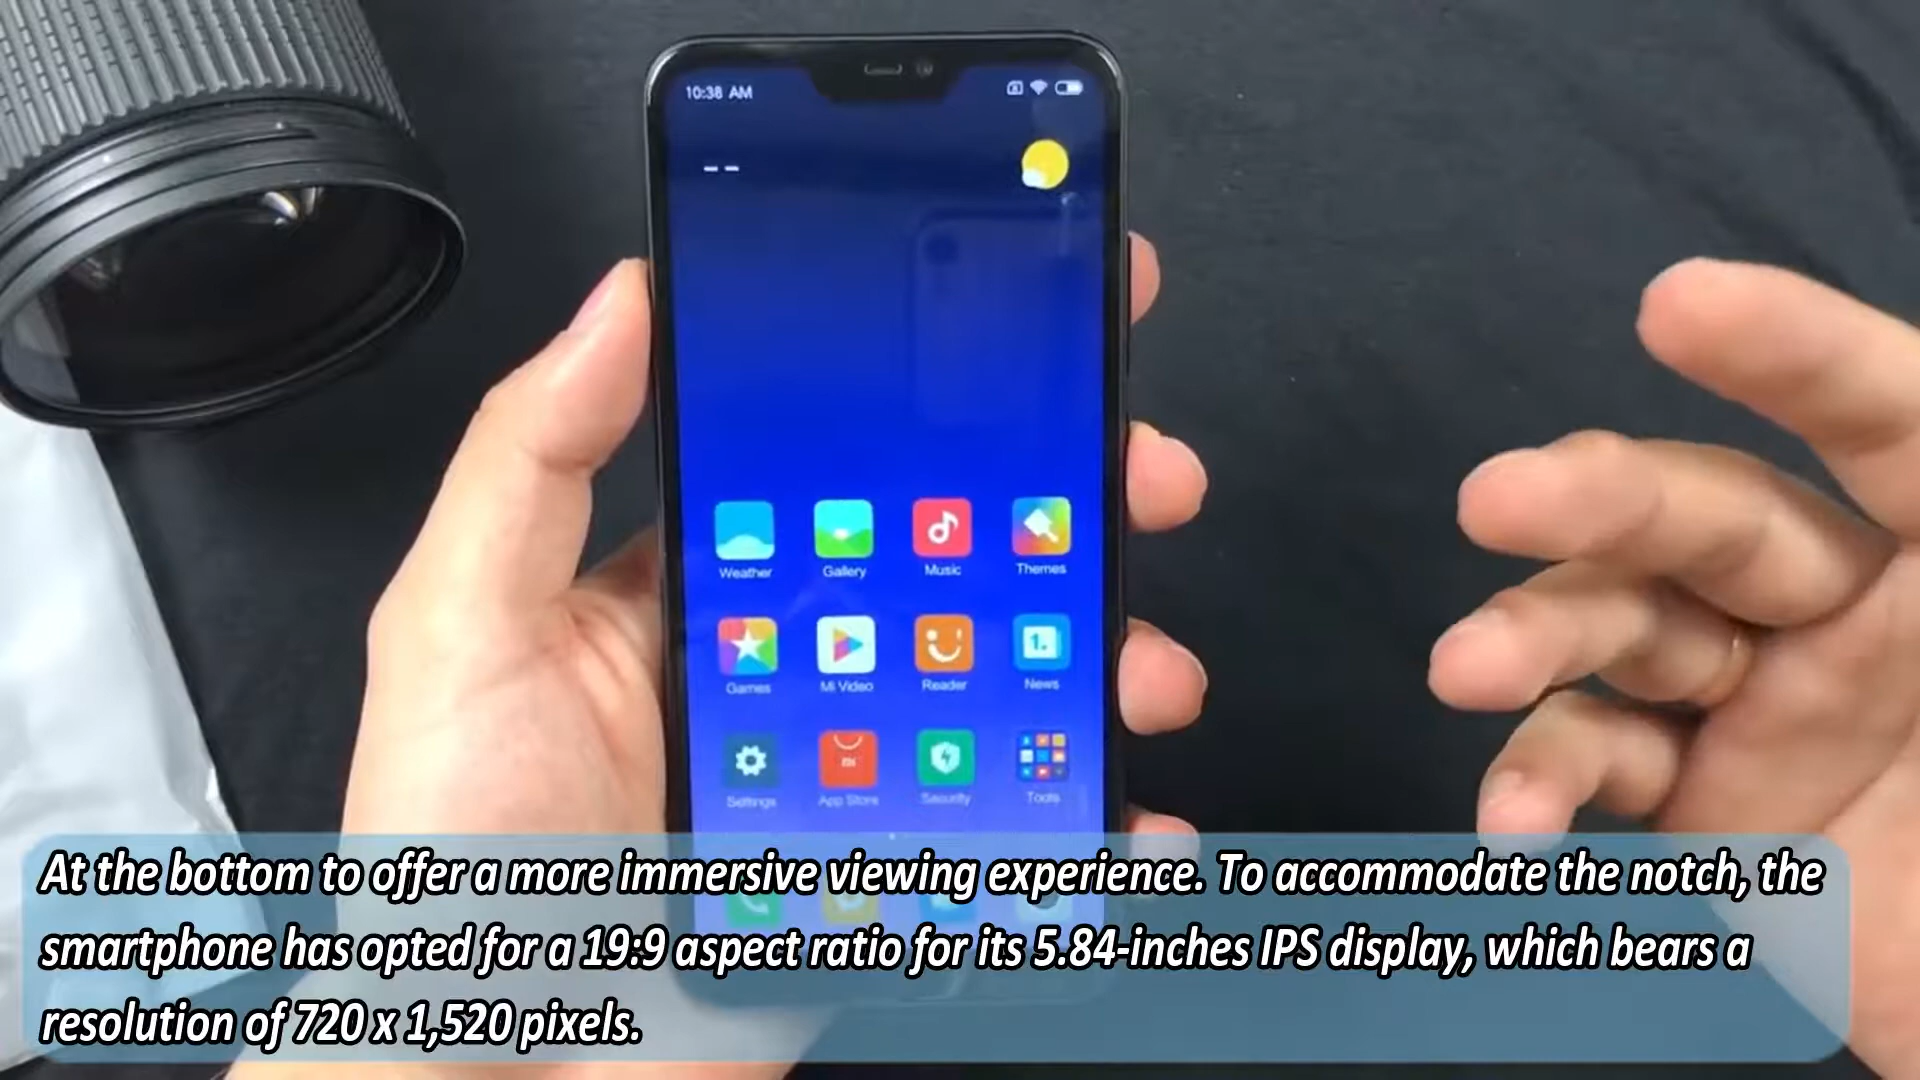 10:38 AM
Weather Gallery Music Themes
1.
Games Mi Video Reader News
mi
Settings App Store Security Tools
At the bottom to offer a more immersive viewing experience. To accommodate the notch, the
smartphone has opted for a 19:9 aspect ratio for its 5.84-inches IPS display, which bears a
resolution of 720 x 1,520 pixels.